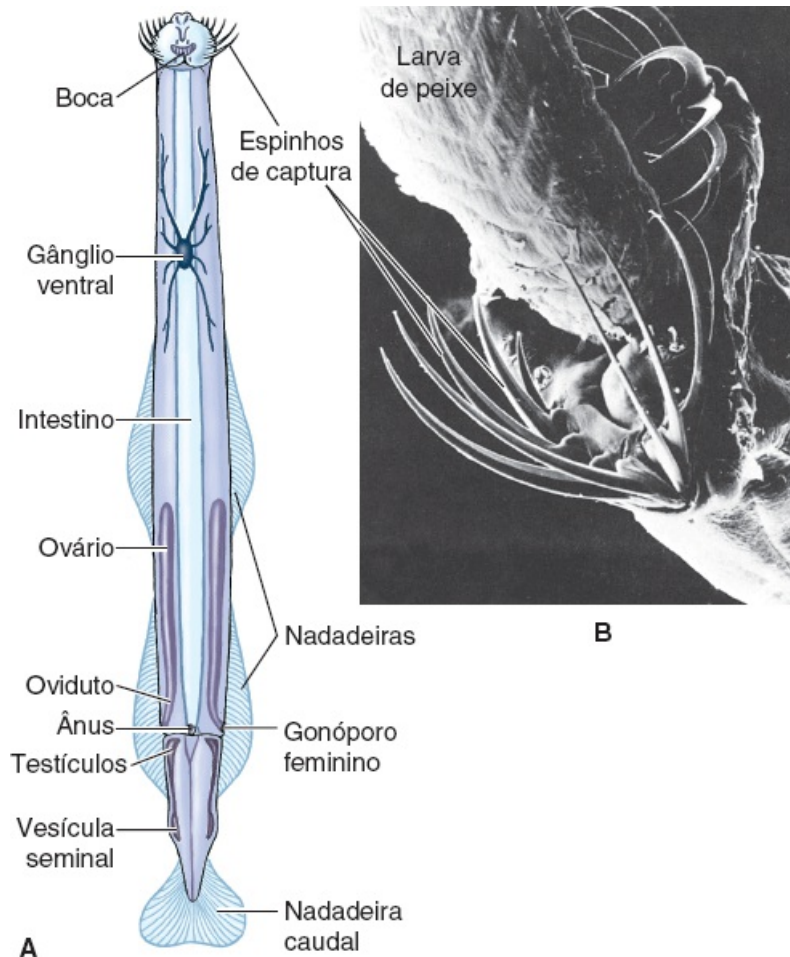 Boca
Espinhos
de captura
Larva
de peixe
Gânglio
ventral
Intestino
Ovário
Nadadeiras
Oviduto
Ânus
Gonóporo
feminino
Testículos
Vesícula
seminal
Nadadeira
caudal
A
B